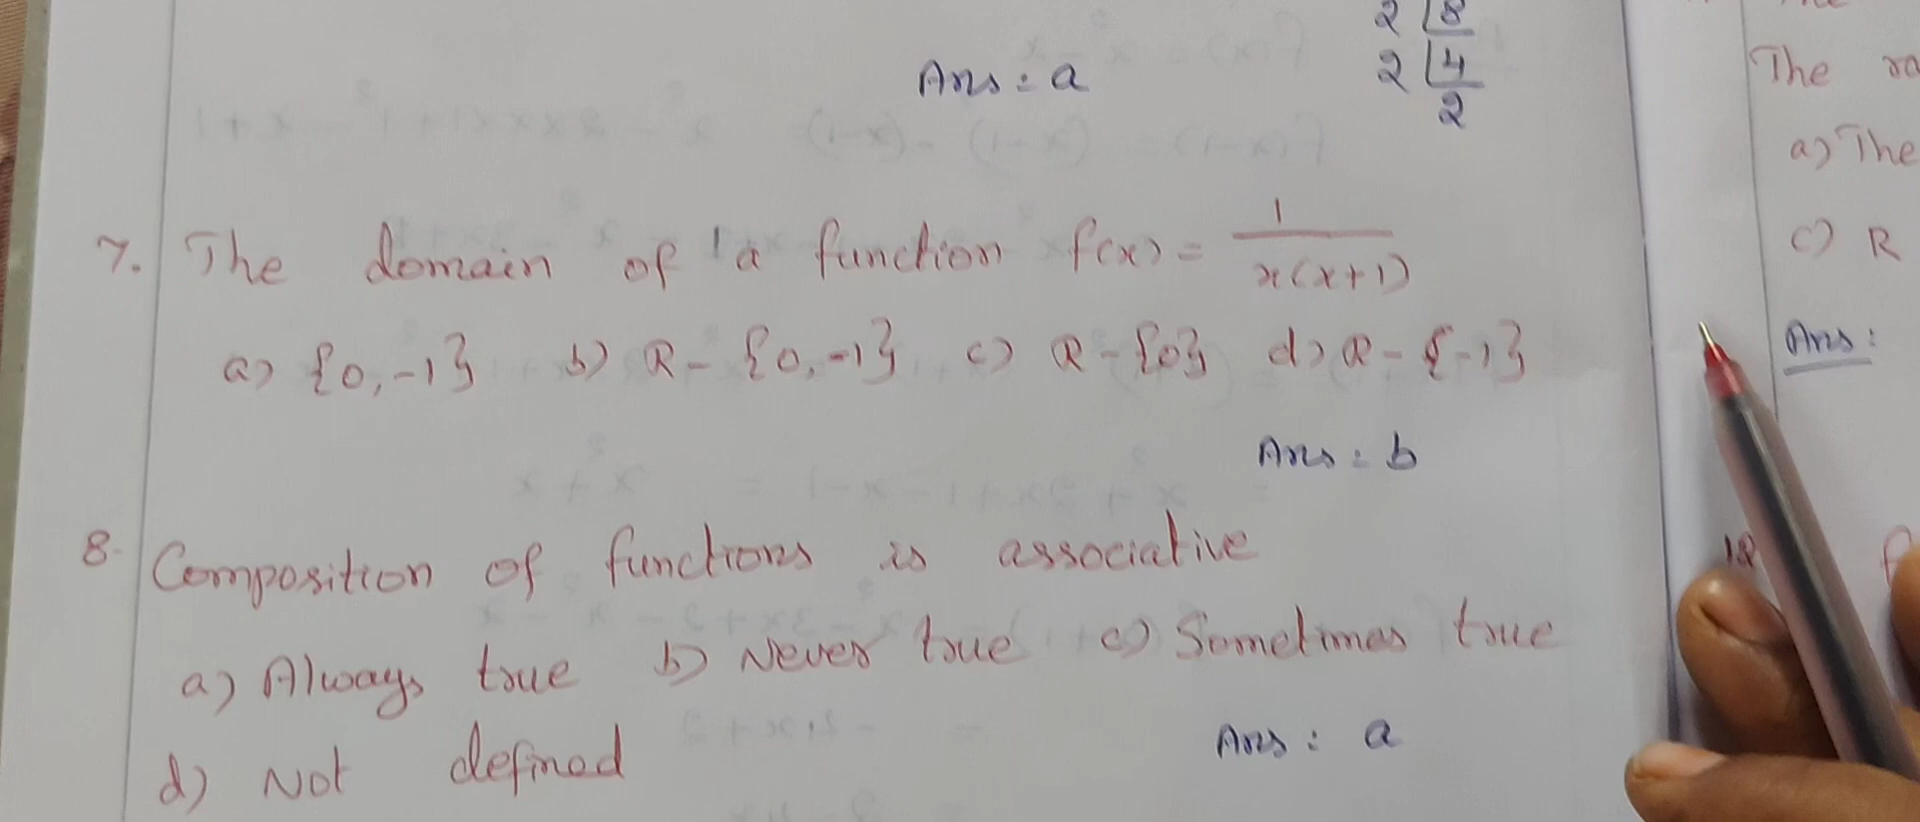 2 8
2 4
2
Ans : a
7. The domain of a function f(x) = 1/x(x+1)
a) {0, -1} b) R - {0, -1} c) R - {0} d) R - {-1}
Ans : b
8. Composition of functions is associative
a) Always true b) Never true c) Sometimes true
d) Not defined
Ans : a
The
a) The
c) R
Ans :
18